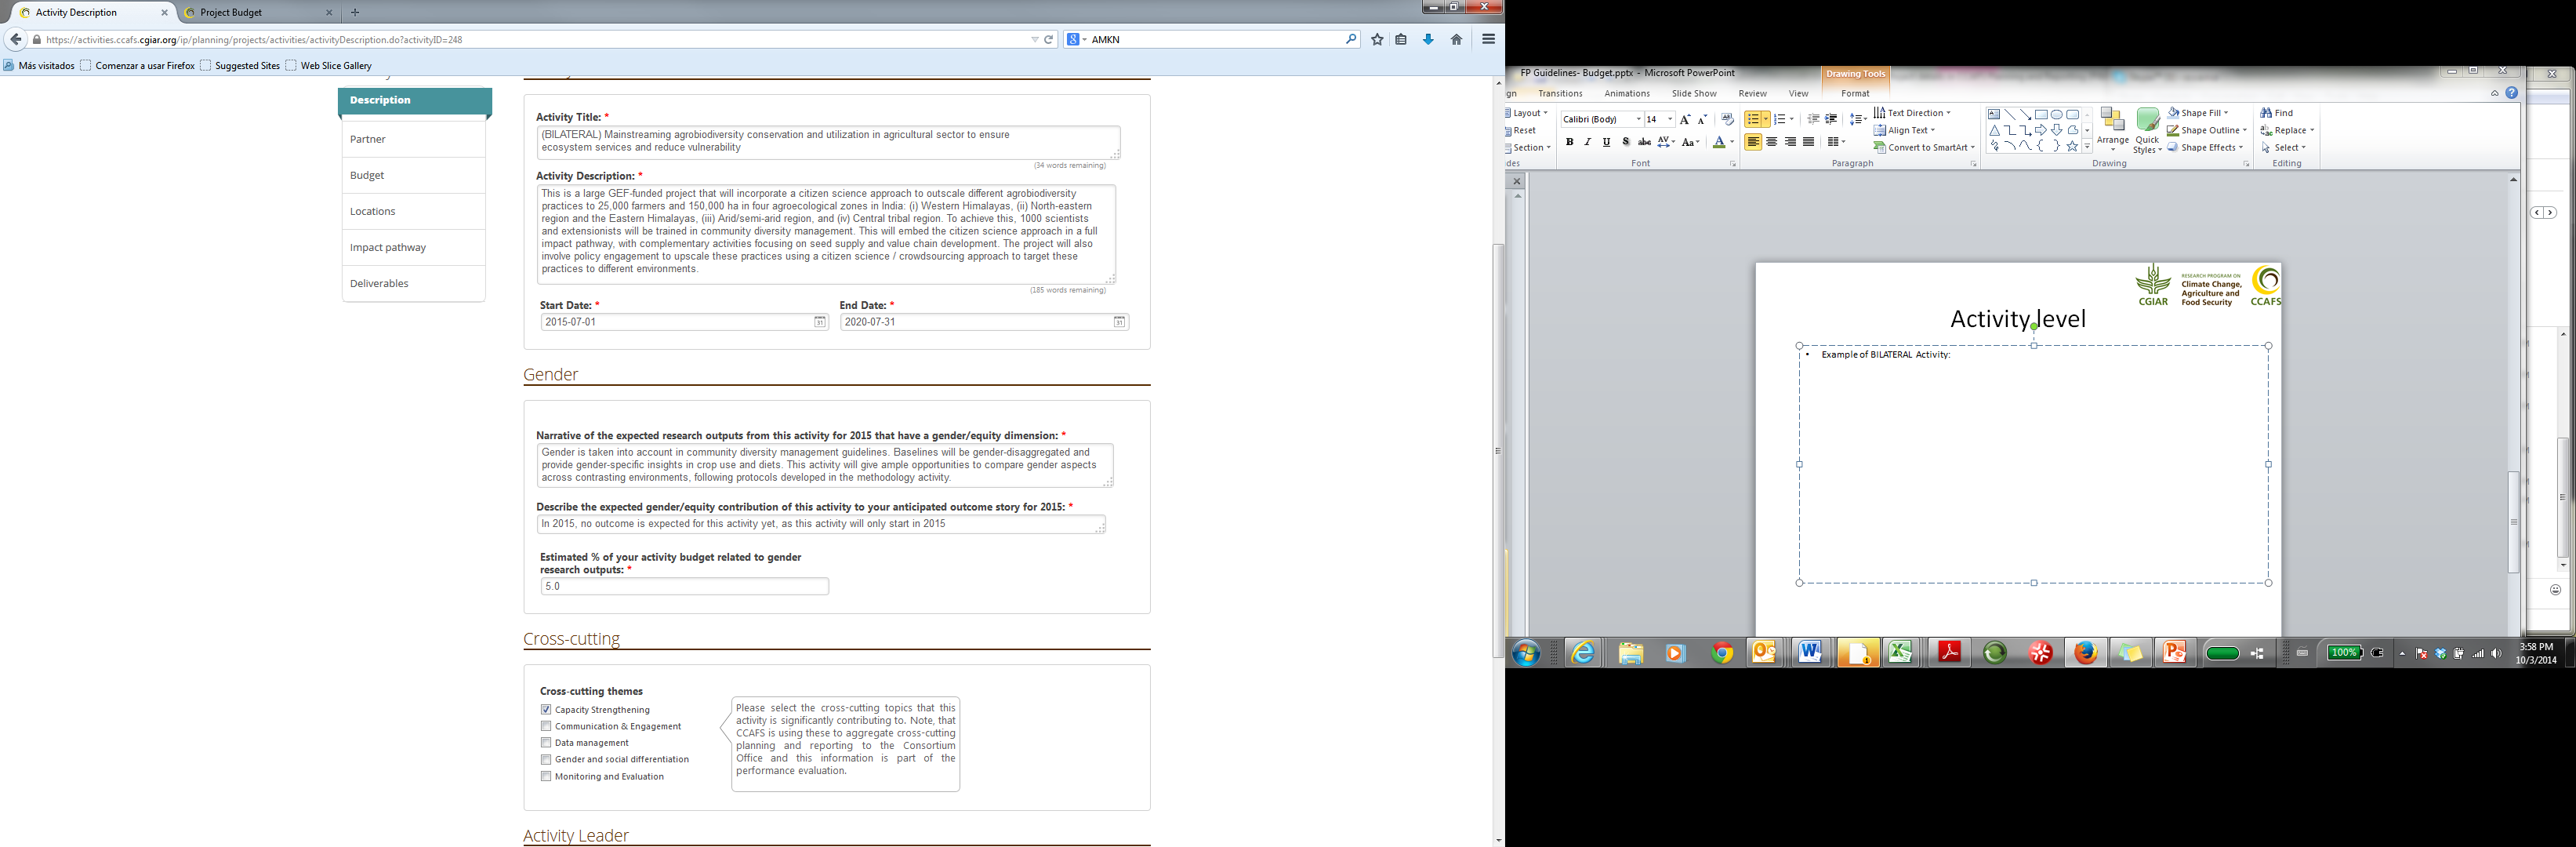 Activity Description
Project Budget
https://activities.ccafs.cgiar.org/ip/planning/projects/activities/activityDescription.do?activityID=248
AMKN
Más visitados
Comenzar a usar Firefox
Suggested Sites
Web Slice Gallery
Description
Partner
Budget
Locations
Impact pathway
Deliverables
Activity Title: *
(BILATERAL) Mainstreaming agrobiodiversity conservation and utilization in agricultural sector to ensure
ecosystem services and reduce vulnerability
(34 words remaining)
Activity Description: *
This is a large GEF-funded project that will incorporate a citizen science approach to outscale different agrobiodiversity
practices to 25,000 farmers and 150,000 ha in four agroecological zones in India: (i) Western Himalayas, (ii) North-eastern
region and the Eastern Himalayas, (iii) Arid/semi-arid region, and (iv) Central tribal region. To achieve this, 1000 scientists
and extensionists will be trained in community diversity management. This will embed the citizen science approach in a full
impact pathway, with complementary activities focusing on seed supply and value chain development. The project will also
involve policy engagement to upscale these practices using a citizen science / crowdsourcing approach to target these
practices to different environments.
(185 words remaining)
Start Date: *
End Date: *
2015-07-01
2020-07-31
Gender
Narrative of the expected research outputs from this activity for 2015 that have a gender/equity dimension: *
Gender is taken into account in community diversity management guidelines. Baselines will be gender-disaggregated and
provide gender-specific insights in crop use and diets. This activity will give ample opportunities to compare gender aspects
across contrasting environments, following protocols developed in the methodology activity.
Describe the expected gender/equity contribution of this activity to your anticipated outcome story for 2015: *
In 2015, no outcome is expected for this activity yet, as this activity will only start in 2015
Estimated % of your activity budget related to gender
research outputs: *
5.0
Cross-cutting
Cross-cutting themes
Capacity Strengthening
Communication & Engagement
Data management
Gender and social differentiation
Monitoring and Evaluation
Please select the cross-cutting topics that this
activity is significantly contributing to. Note, that
CCAFS is using these to aggregate cross-cutting
planning and reporting to the Consortium
Office and this information is part of the
performance evaluation.
Activity Leader
FP Guidelines- Budget.pptx - Microsoft PowerPoint
Drawing Tools
gn
Transitions
Animations
Slide Show
Review
View
Format
Layout
Reset
Section
des
Calibri (Body)
14
Font
Text Direction
Align Text
Convert to SmartArt
Paragraph
Arrange
Quick
Styles
Shape Fill
Shape Outline
Shape Effects
Drawing
Find
Replace
Select
Editing
CGIAR
RESEARCH PROGRAM ON
Climate Change,
Agriculture and
Food Security
CCAFS
Activity level
• Example of BILATERAL Activity:
100%
3:58 PM
10/3/2014